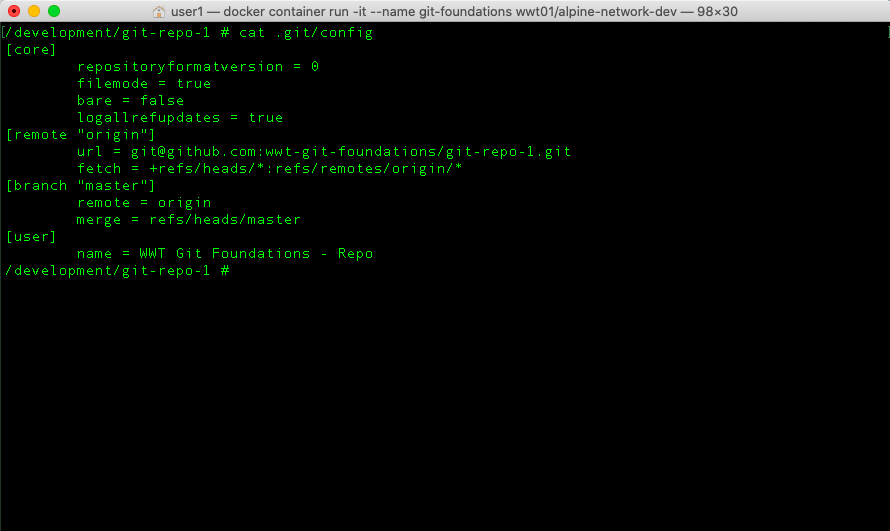 user1 — docker container run -it --name git-foundations wwt01/alpine-network-dev — 98×30
[/development/git-repo-1 # cat .git/config                                                        ]
[core]
        repositoryformatversion = 0
        filemode = true
        bare = false
        logallrefupdates = true
[remote "origin"]
        url = git@github.com:wwt-git-foundations/git-repo-1.git
        fetch = +refs/heads/*:refs/remotes/origin/*
[branch "master"]
        remote = origin
        merge = refs/heads/master
[user]
        name = WWT Git Foundations - Repo
/development/git-repo-1 #